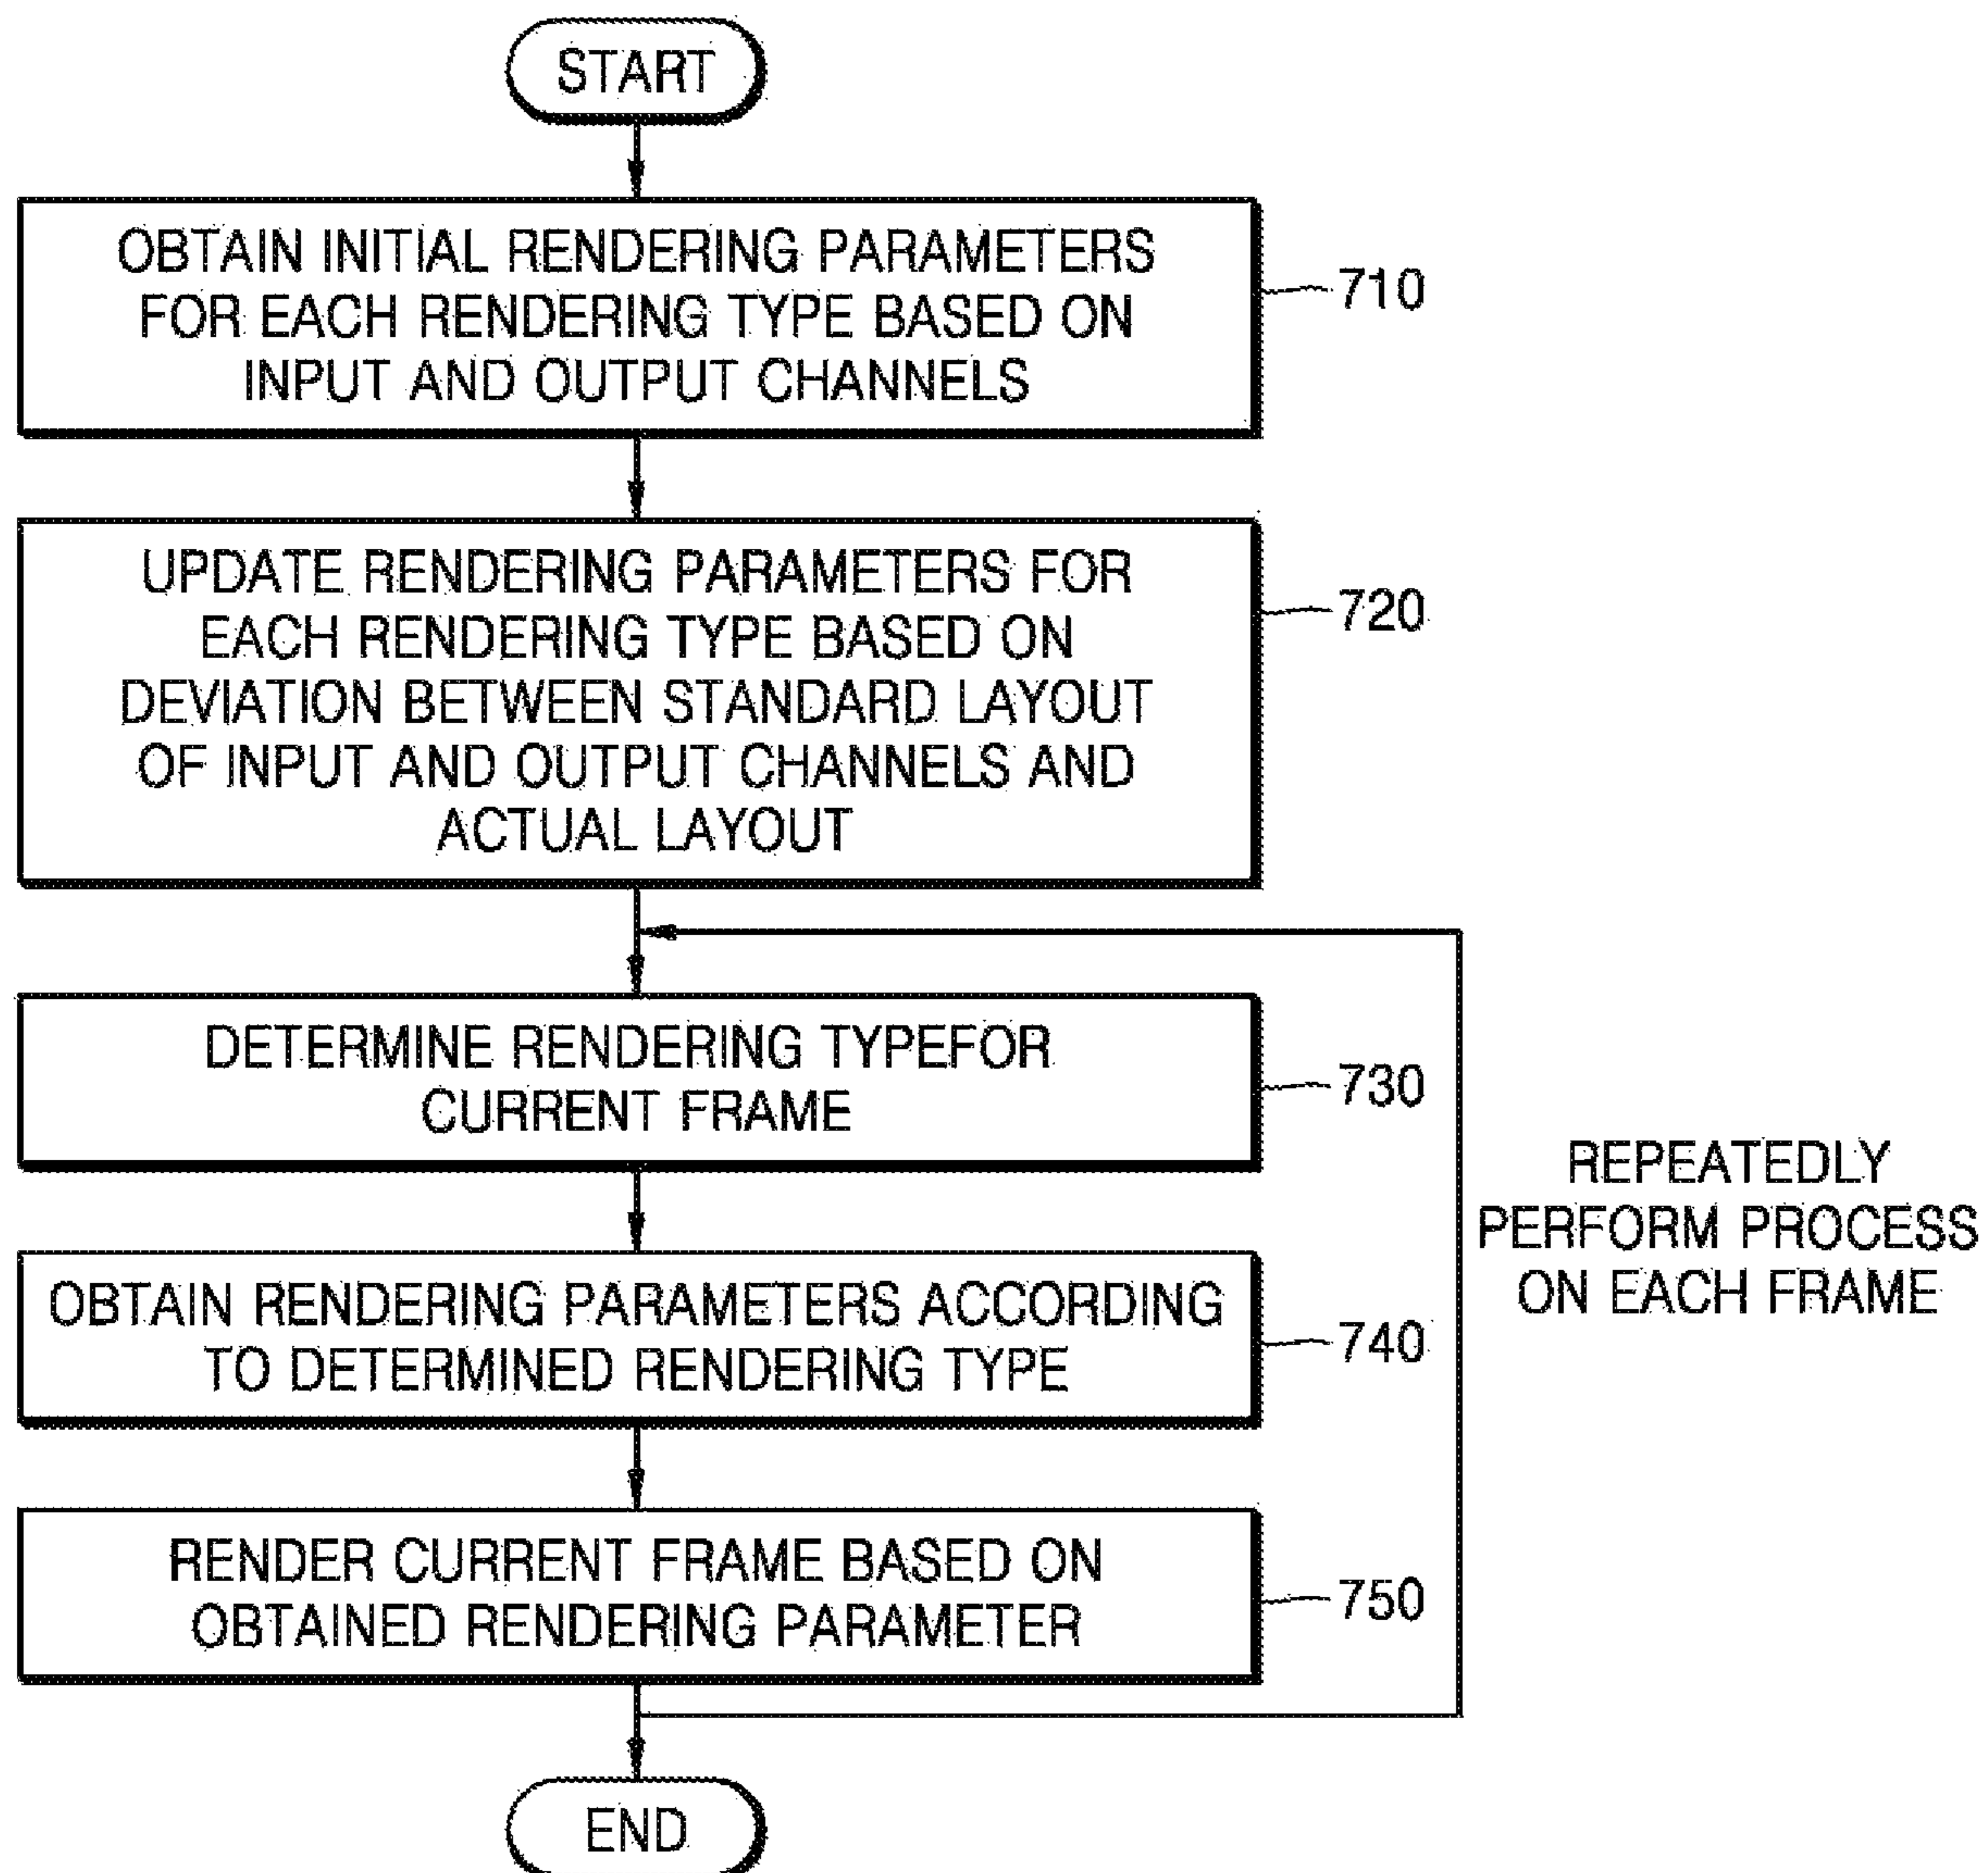 START
OBTAIN INITIAL RENDERING PARAMETERS
FOR EACH RENDERING TYPE BASED ON
INPUT AND OUTPUT CHANNELS
710
UPDATE RENDERING PARAMETERS FOR
EACH RENDERING TYPE BASED ON
DEVIATION BETWEEN STANDARD LAYOUT
OF INPUT AND OUTPUT CHANNELS AND
ACTUAL LAYOUT
720
DETERMINE RENDERING TYPEFOR
CURRENT FRAME
730
REPEATEDLY
PERFORM PROCESS
ON EACH FRAME
OBTAIN RENDERING PARAMETERS ACCORDING
TO DETERMINED RENDERING TYPE
740
RENDER CURRENT FRAME BASED ON
OBTAINED RENDERING PARAMETER
750
END